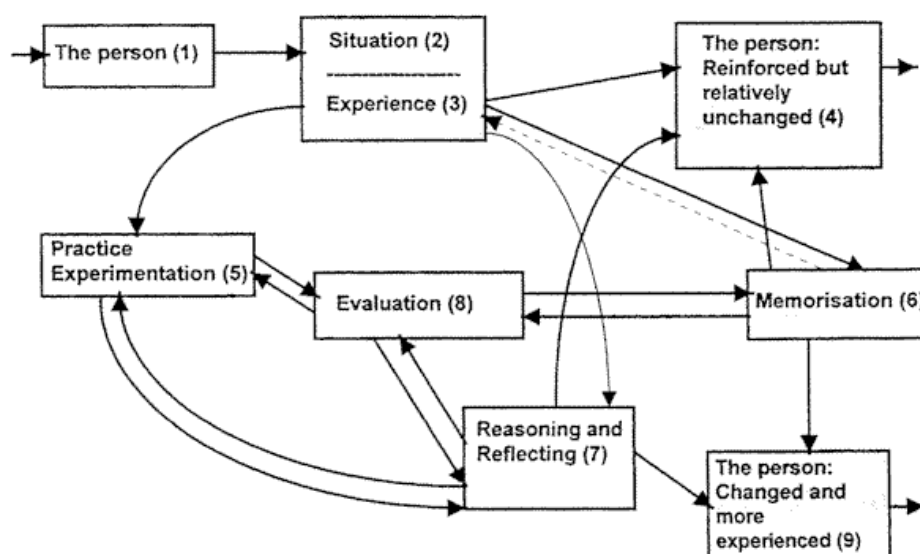 The person (1)
Situation (2)
Experience (3)
The person:
Reinforced but
relatively
unchanged (4)
Practice
Experimentation (5)
Evaluation (8)
Memorisation (6)
Reasoning and
Reflecting (7)
The person:
Changed and
more
experienced (9)